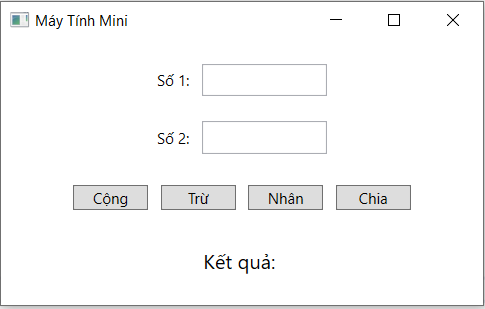 Máy Tính Mini
Số 1:
Số 2:
Cộng Trừ Nhân Chia
Kết quả: